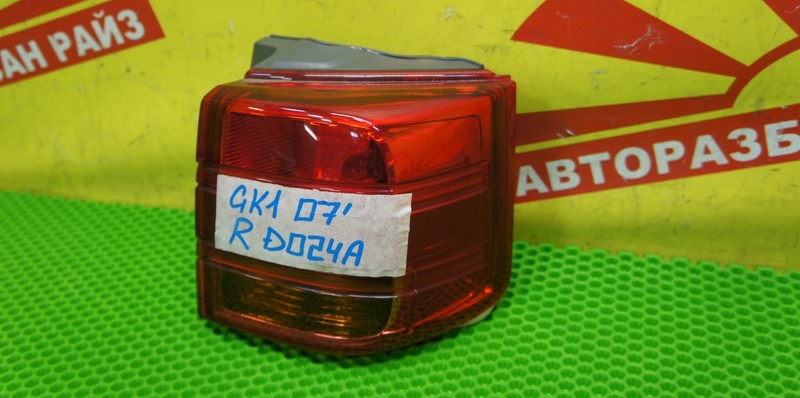 АН РАЙЗ
АВТОРАЗБ
GK1 07'
R D024A